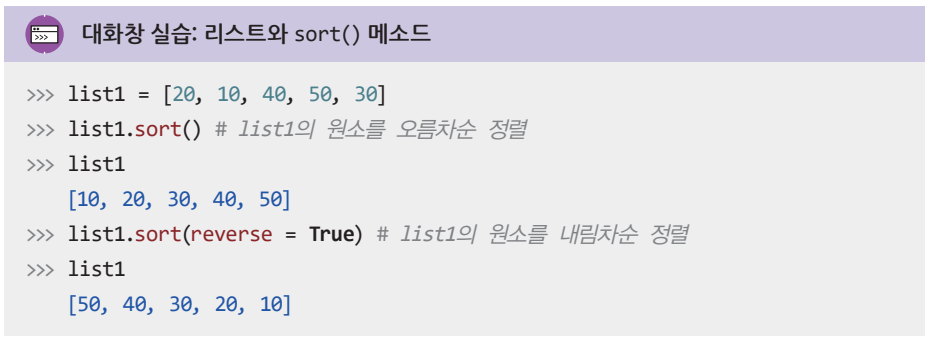 대화창 실습: 리스트와 sort() 메소드
>>> list1 = [20, 10, 40, 50, 30]
>>> list1.sort() # list1의 원소를 오름차순 정렬
>>> list1
[10, 20, 30, 40, 50]
>>> list1.sort(reverse = True) # list1의 원소를 내림차순 정렬
>>> list1
[50, 40, 30, 20, 10]